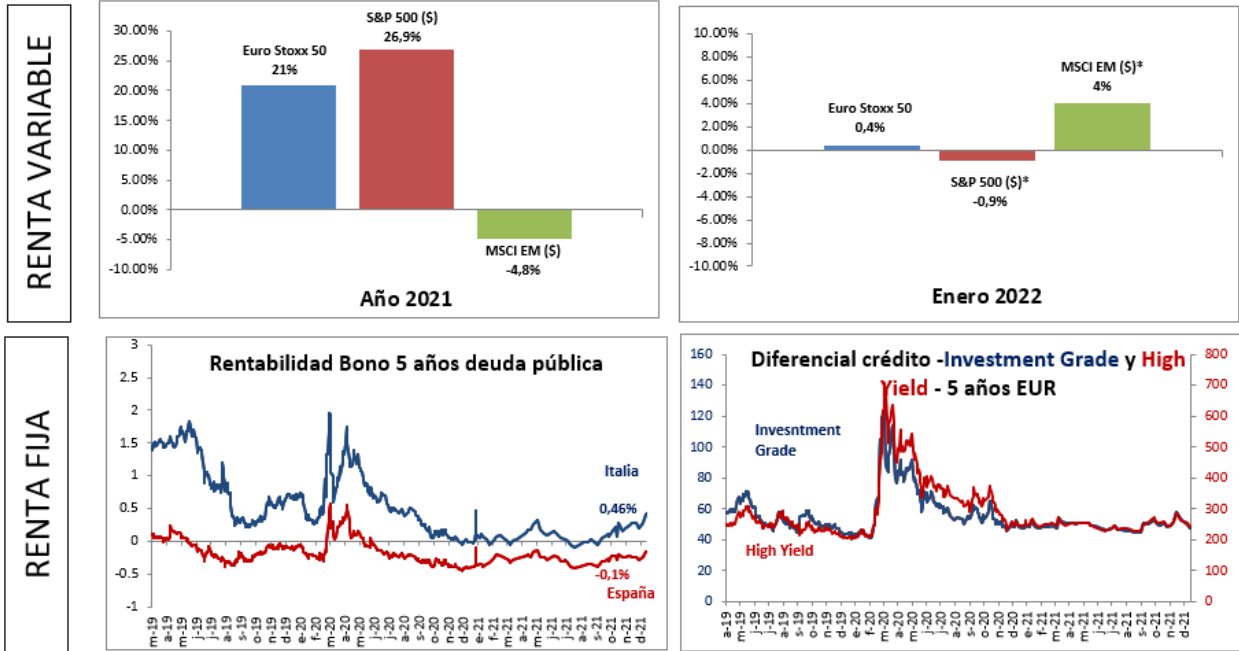 RENTA VARIABLE
30.00%
25.00%
20.00%
15.00%
10.00%
5.00%
0.00%
-5.00%
-10.00%
Euro Stoxx 50
21%
S&P 500 ($)
26,9%
MSCI EM ($)
-4,8%
Año 2021
10.00%
8.00%
6.00%
4.00%
2.00%
0.00%
-2.00%
-4.00%
-6.00%
-8.00%
-10.00%
Euro Stoxx 50
0,4%
S&P 500 ($)*
-0,9%
MSCI EM ($)*
4%
Enero 2022
RENTA FIJA
Rentabilidad Bono 5 años deuda pública
3
2.5
2
1.5
1
0.5
0
-0.5
-1
Italia
0,46%
-0,1%
España
m-19
a-19
m-19
j-19
j-19
a-19
s-19
o-19
n-19
d-19
e-20
f-20
m-20
a-20
m-20
j-20
j-20
a-20
s-20
o-20
n-20
d-20
e-21
f-21
m-21
a-21
m-21
j-21
j-21
a-21
s-21
o-21
n-21
d-21
Diferencial crédito -Investment Grade y High
Yield - 5 años EUR
160
140
120
100
80
60
40
20
0
Invesntment
Grade
High Yield
800
700
600
500
400
300
200
100
0
a-19
m-19
j-19
j-19
a-19
s-19
o-19
n-19
d-19
e-20
f-20
m-20
a-20
m-20
j-20
j-20
a-20
s-20
o-20
n-20
d-20
e-21
f-21
m-21
a-21
m-21
j-21
j-21
a-21
s-21
o-21
n-21
d-21